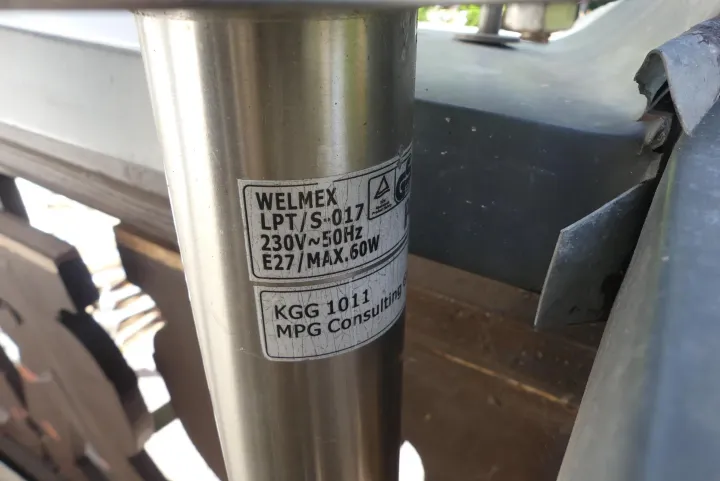 WELMEX
LPT/S-017
230V~50Hz
E27/MAX.60W
KGG 1011
MPG Consulting